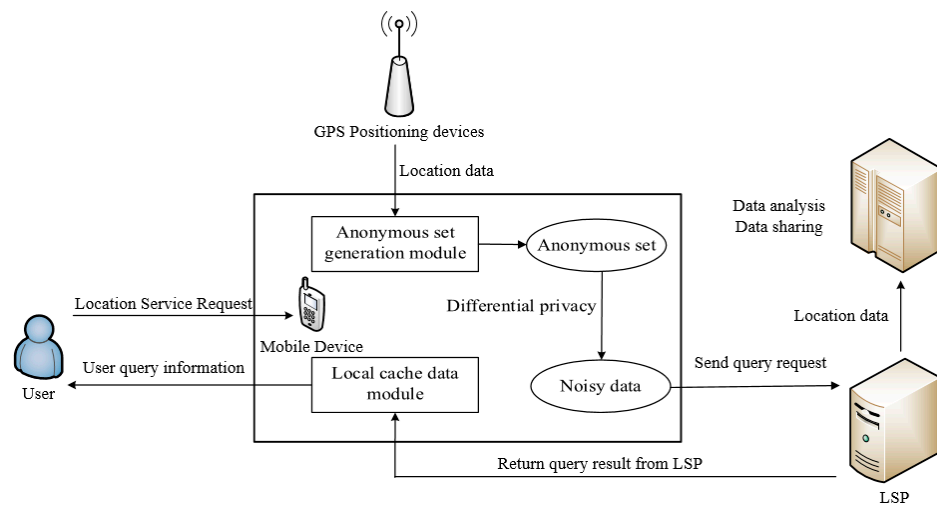 GPS Positioning devices
Location data
Anonymous set
generation module
Anonymous set
Data analysis
Data sharing
Location Service Request
Differential privacy
Location data
Mobile Device
User query information
Local cache data
module
Noisy data
Send query request
User
Return query result from LSP
LSP